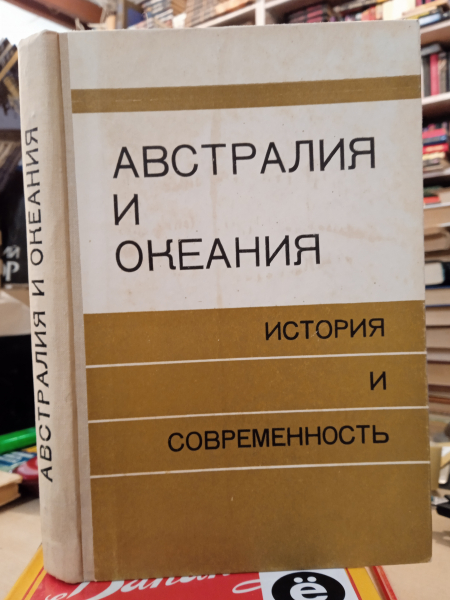 АВСТРАЛИЯ
И
ОКЕАНИЯ
ИСТОРИЯ
И
СОВРЕМЕННОСТЬ
АВСТРАЛИЯ И ОКЕАНИЯ
ё